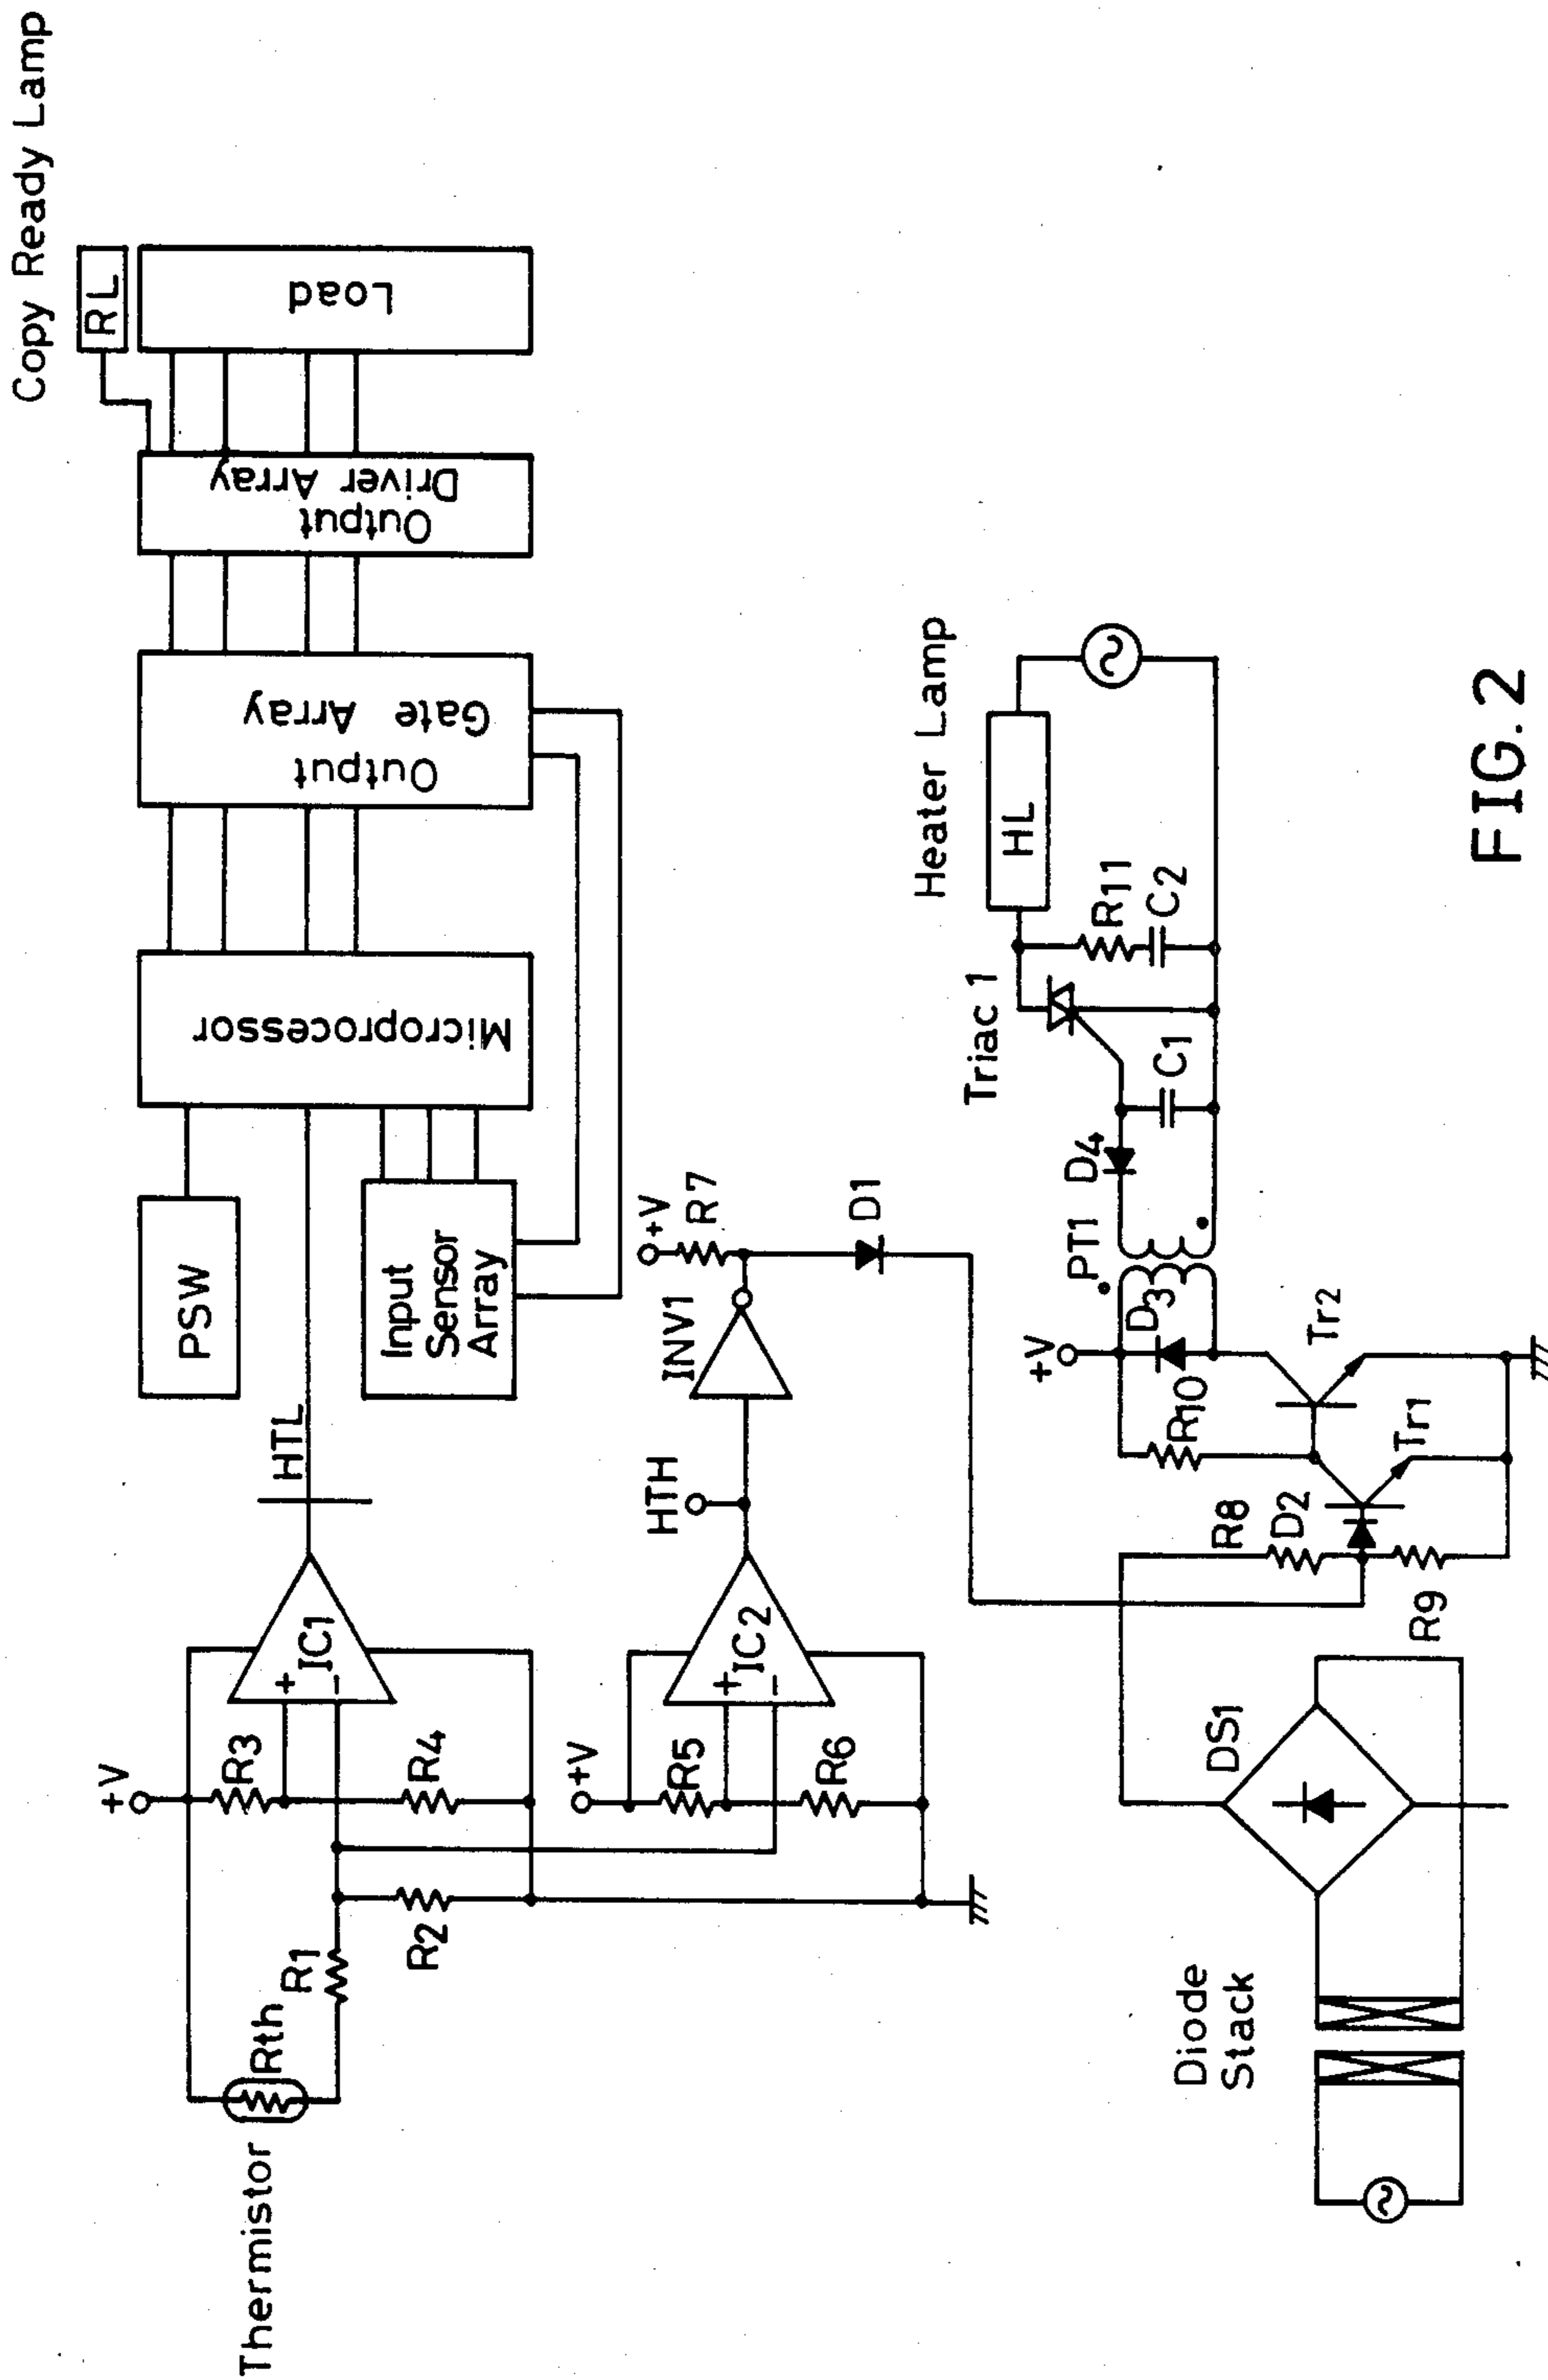 Copy Ready Lamp
RL
PSW
Microprocessor
Output
Gate Array
Output
Driver Array
Load
HTL
Input
Sensor
Array
+V
R3
IC1
+
-
R4
Thermistor
Rth
R1
R2
+V
R5
IC2
+
-
R6
HTH
INV1
+V
R7
D1
Heater Lamp
HL
Triac 1
R11
C2
C1
D4
PT1
D3
+V
R10
Tr2
Tr1
R8
D2
R9
DS1
Diode
Stack
FIG. 2